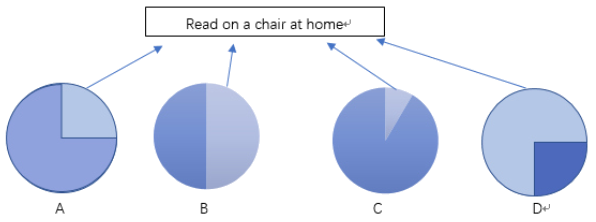 Read on a chair at home↵
A B C D↵